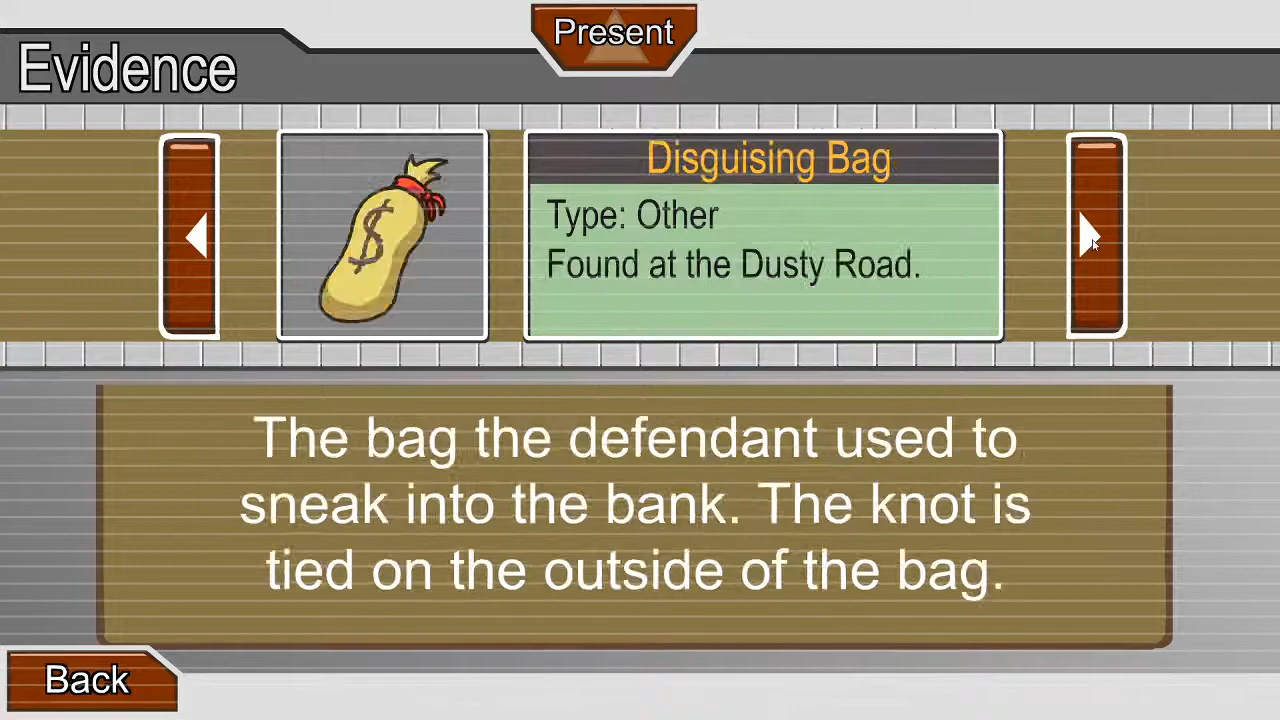 Present
Evidence
Disguising Bag
Type: Other
Found at the Dusty Road.
$
The bag the defendant used to
sneak into the bank. The knot is
tied on the outside of the bag.
Back